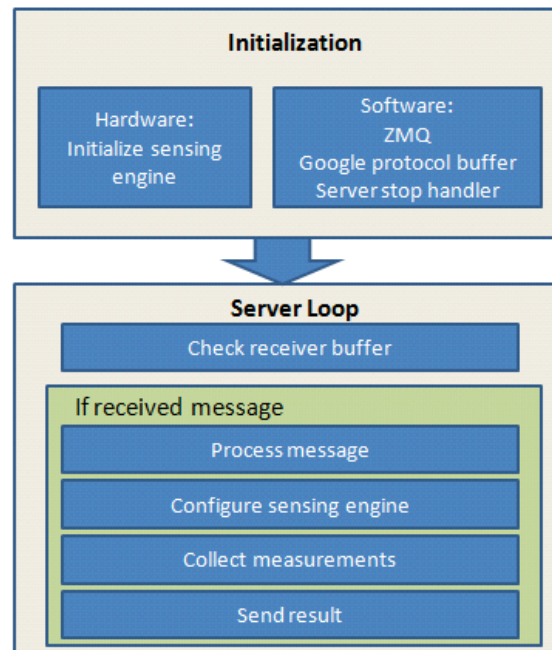 Initialization
Hardware:
Initialize sensing
engine
Software:
ZMQ
Google protocol buffer
Server stop handler
Server Loop
Check receiver buffer
If received message
Process message
Configure sensing engine
Collect measurements
Send result